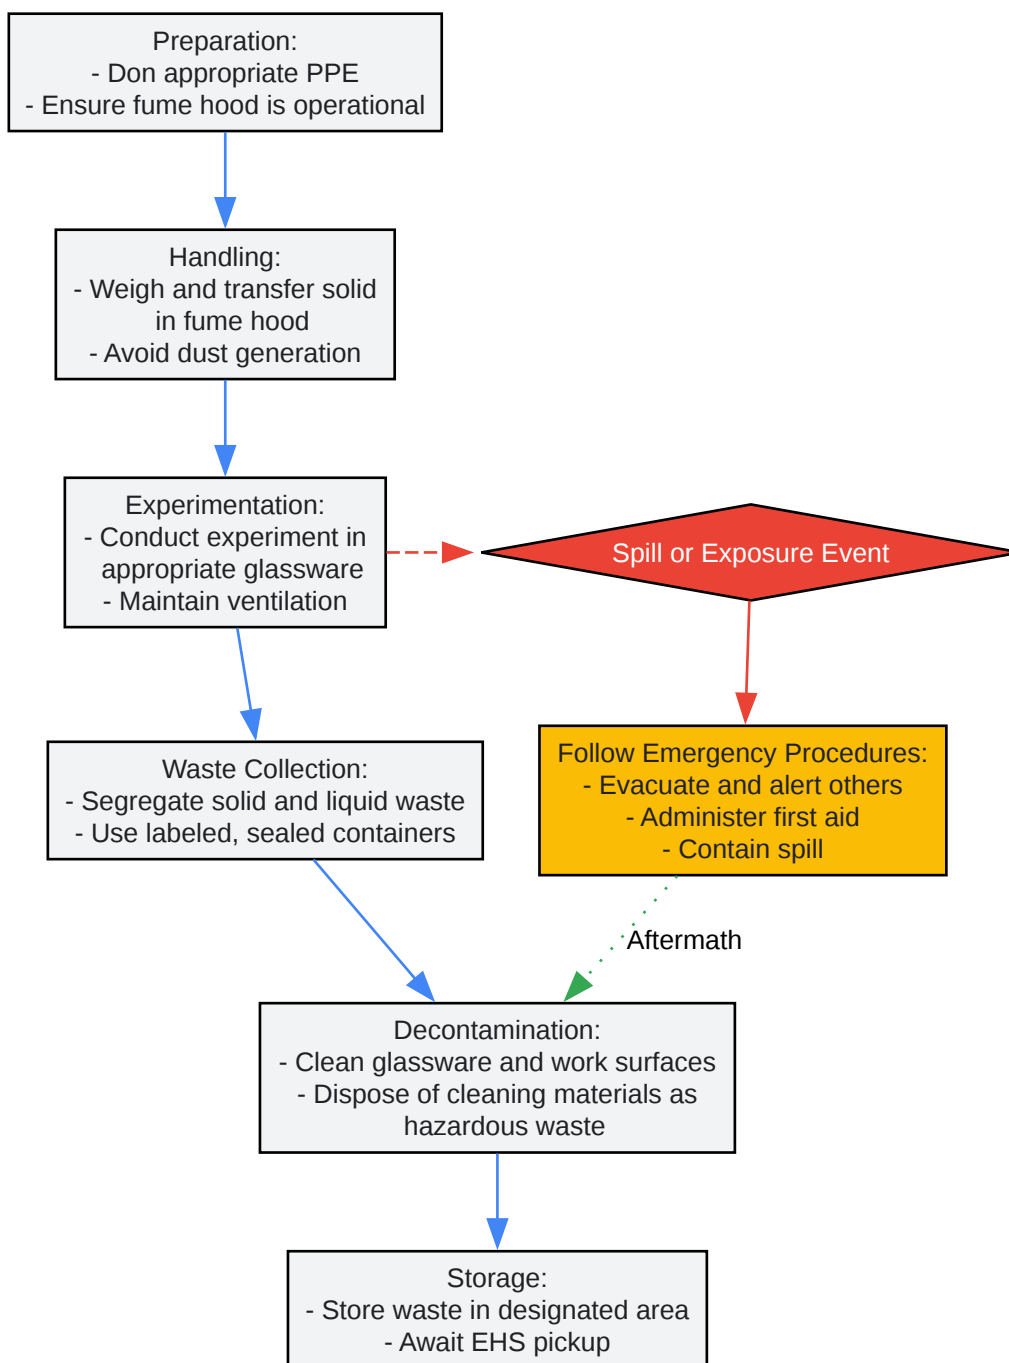 Preparation:
- Don appropriate PPE
- Ensure fume hood is operational
Handling:
- Weigh and transfer solid
in fume hood
- Avoid dust generation
Experimentation:
- Conduct experiment in
appropriate glassware
- Maintain ventilation
Spill or Exposure Event
Waste Collection:
- Segregate solid and liquid waste
- Use labeled, sealed containers
Follow Emergency Procedures:
- Evacuate and alert others
- Administer first aid
- Contain spill
Aftermath
Decontamination:
- Clean glassware and work surfaces
- Dispose of cleaning materials as
hazardous waste
Storage:
- Store waste in designated area
- Await EHS pickup